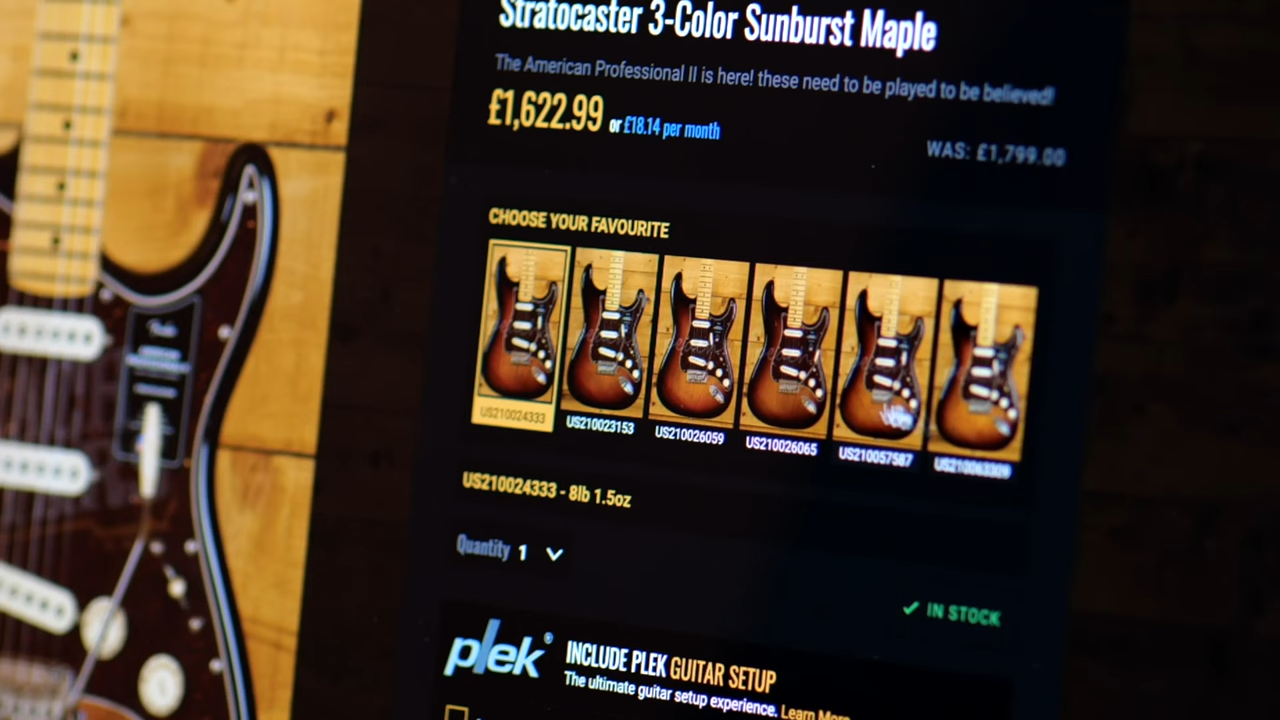 Stratocaster 3-Color Sunburst Maple
The American Professional II is here! these need to be played to be believed!
£1,622.99 or £18.14 per month
WAS: £1,799.00
CHOOSE YOUR FAVOURITE
US210024333
US210023153
US210026059
US210026065
US210057587
US210024333 - 8lb 1.5oz
Quantity 1
IN STOCK
plek®
INCLUDE PLEK GUITAR SETUP
The ultimate guitar setup experience. Learn More